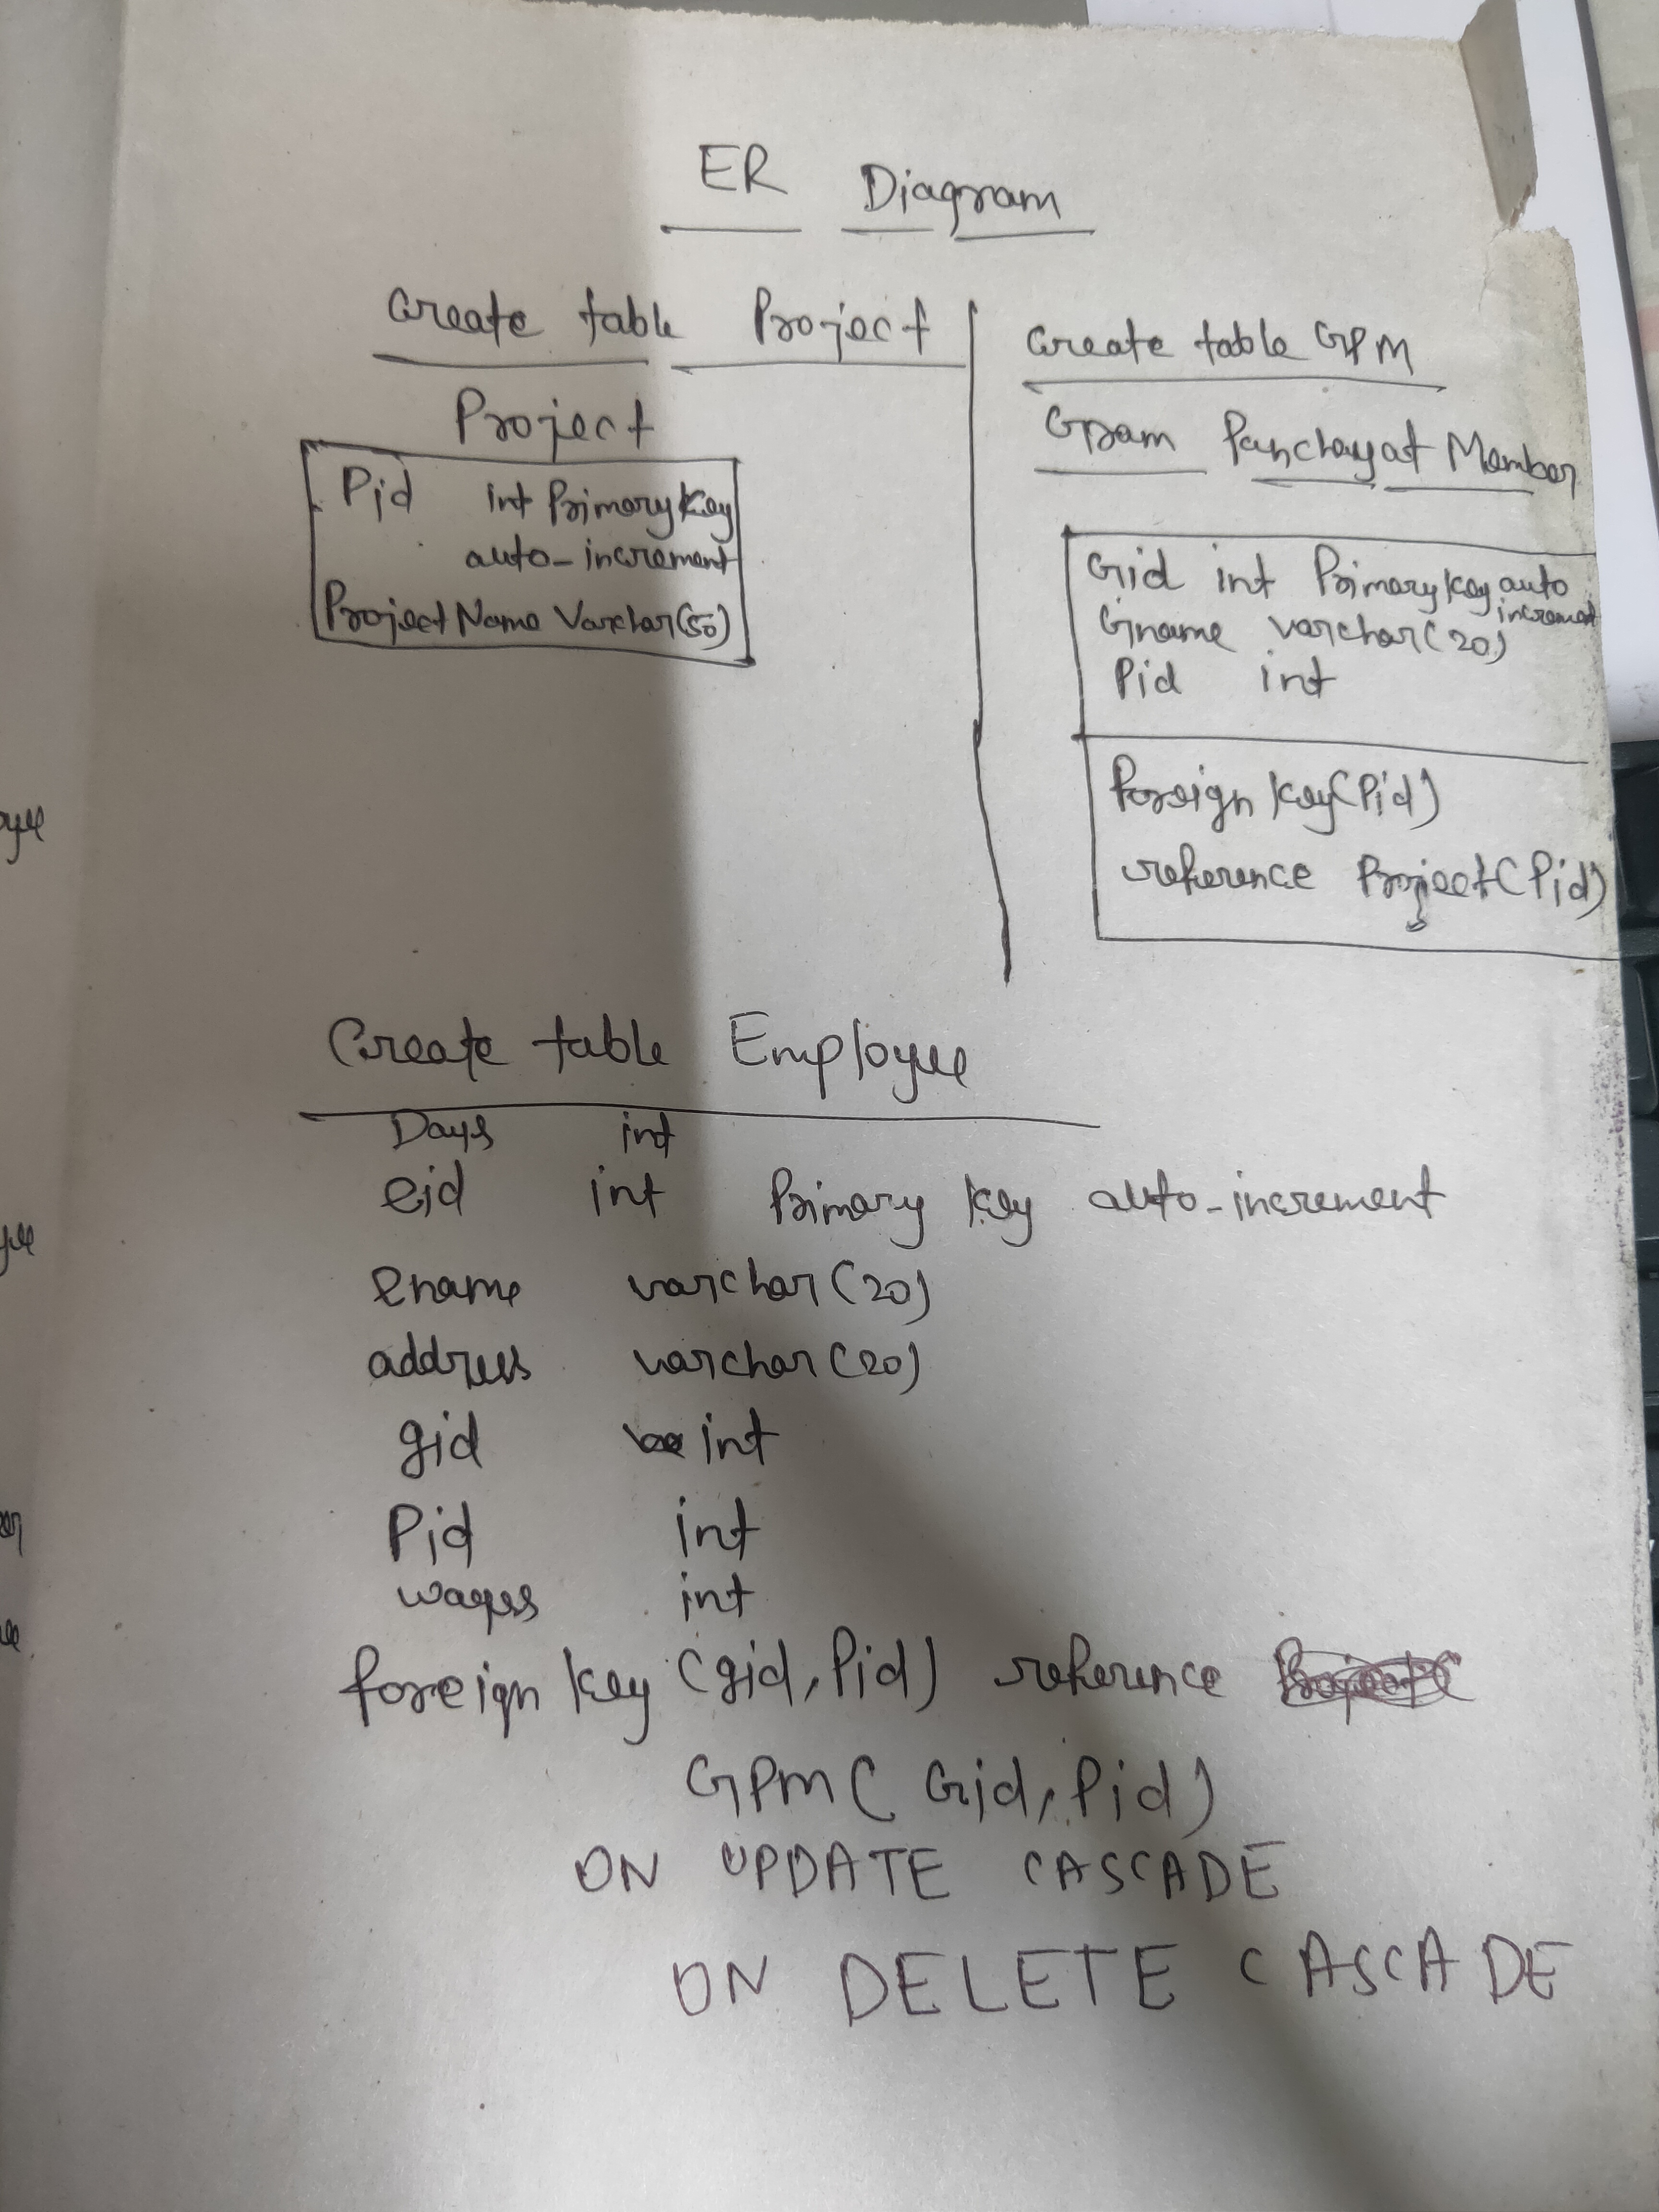 ER Diagram
Create table Project
Project
Pid int Primary Key
auto-increment
Project Name Varchar(50)
Create table GPM
Gram Panchayat Member
Gid int Primary Key auto
increment
Gname varchar(20)
Pid int
Foreign Key(Pid)
reference Project(Pid)
Create table Employee
Days int
eid int Primary Key auto-increment
ename varchar(20)
address varchar(20)
gid int
Pid int
wages int
foreign Key (gid, Pid) reference
GPM( Gid, Pid)
ON UPDATE CASCADE
ON DELETE CASCADE